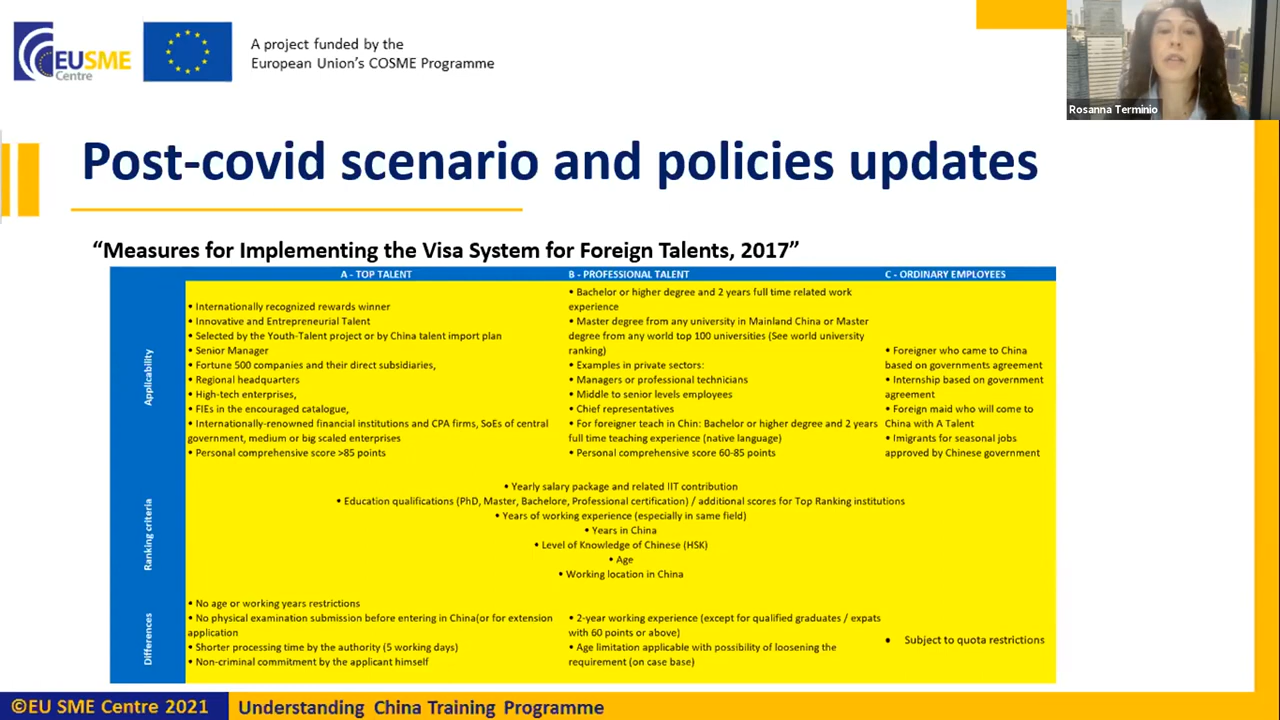 EUSME
Centre
A project funded by the
European Union's COSME Programme
Rosanna Terminio
Post-covid scenario and policies updates
“Measures for Implementing the Visa System for Foreign Talents, 2017”
A - TOP TALENT
B - PROFESSIONAL TALENT
C - ORDINARY EMPLOYEES
Applicability
• Internationally recognized rewards winner
• Innovative and Entrepreneurial Talent
• Selected by the Youth-Talent project or by China talent import plan
• Senior Manager
• Fortune 500 companies and their direct subsidiaries,
• Regional headquarters
• High-tech enterprises,
• FIEs in the encouraged catalogue,
• Internationally-renowned financial institutions and CPA firms, SoEs of central
government, medium or big scaled enterprises
• Personal comprehensive score >85 points
• Bachelor or higher degree and 2 years full time related work
experience
• Master degree from any university in Mainland China or Master
degree from any world top 100 universities (See world university
ranking)
• Examples in private sectors:
• Managers or professional technicians
• Middle to senior levels employees
• Chief representatives
• For foreigner teach in Chin: Bachelor or higher degree and 2 years
full time teaching experience (native language)
• Personal comprehensive score 60-85 points
• Foreigner who came to China
based on governments agreement
• Internship based on government
agreement
• Foreign maid who will come to
China with A Talent
• Imigrants for seasonal jobs
approved by Chinese government
Ranking criteria
• Yearly salary package and related IIT contribution
• Education qualifications (PhD, Master, Bachelore, Professional certification) / additional scores for Top Ranking institutions
• Years of working experience (especially in same field)
• Years in China
• Level of Knowledge of Chinese (HSK)
• Age
• Working location in China
Differences
• No age or working years restrictions
• No physical examination submission before entering in China(or for extension
application
• Shorter processing time by the authority (5 working days)
• Non-criminal commitment by the applicant himself
• 2-year working experience (except for qualified graduates / expats
with 60 points or above)
• Age limitation applicable with possibility of loosening the
requirement (on case base)
• Subject to quota restrictions
©EU SME Centre 2021
Understanding China Training Programme